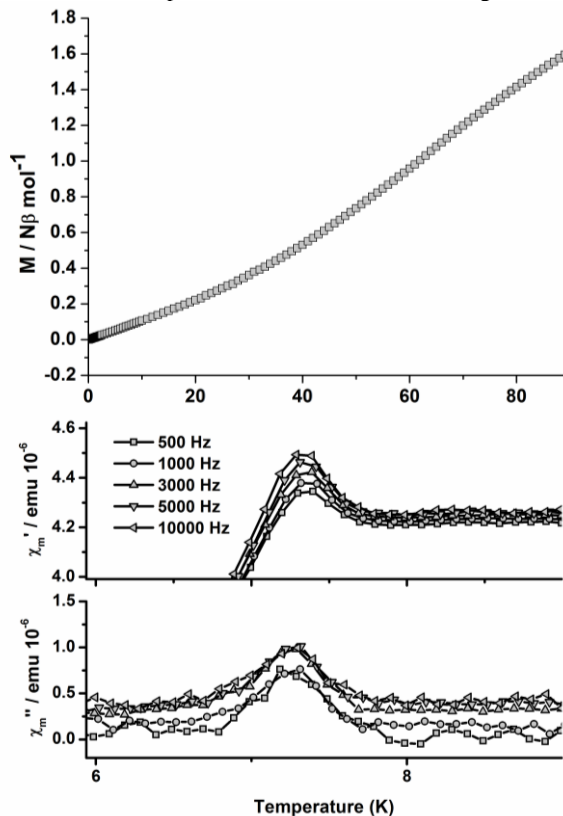 M / Nβ mol⁻¹
1.8
1.6
1.4
1.2
1.0
0.8
0.6
0.4
0.2
0.0
-0.2
0 20 40 60 80
χm' / emu 10⁻⁶
4.6
4.4
4.2
4.0
500 Hz
1000 Hz
3000 Hz
5000 Hz
10000 Hz
χm'' / emu 10⁻⁶
1.5
1.0
0.5
0.0
6 8
Temperature (K)